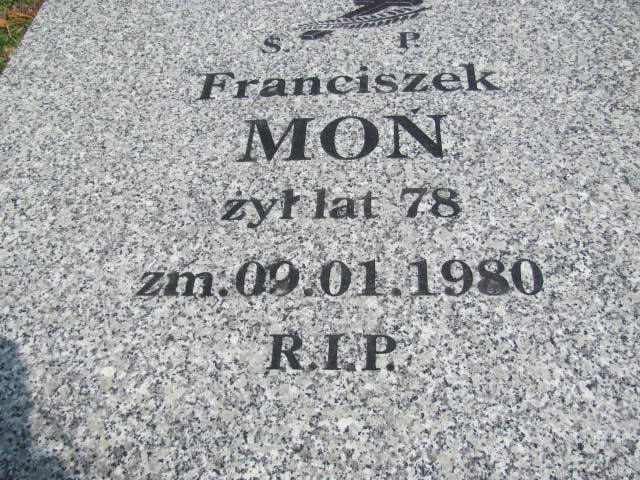 S. P.
Franciszek
MOŃ
żył lat 78
zm.09.01.1980
R.I.P.